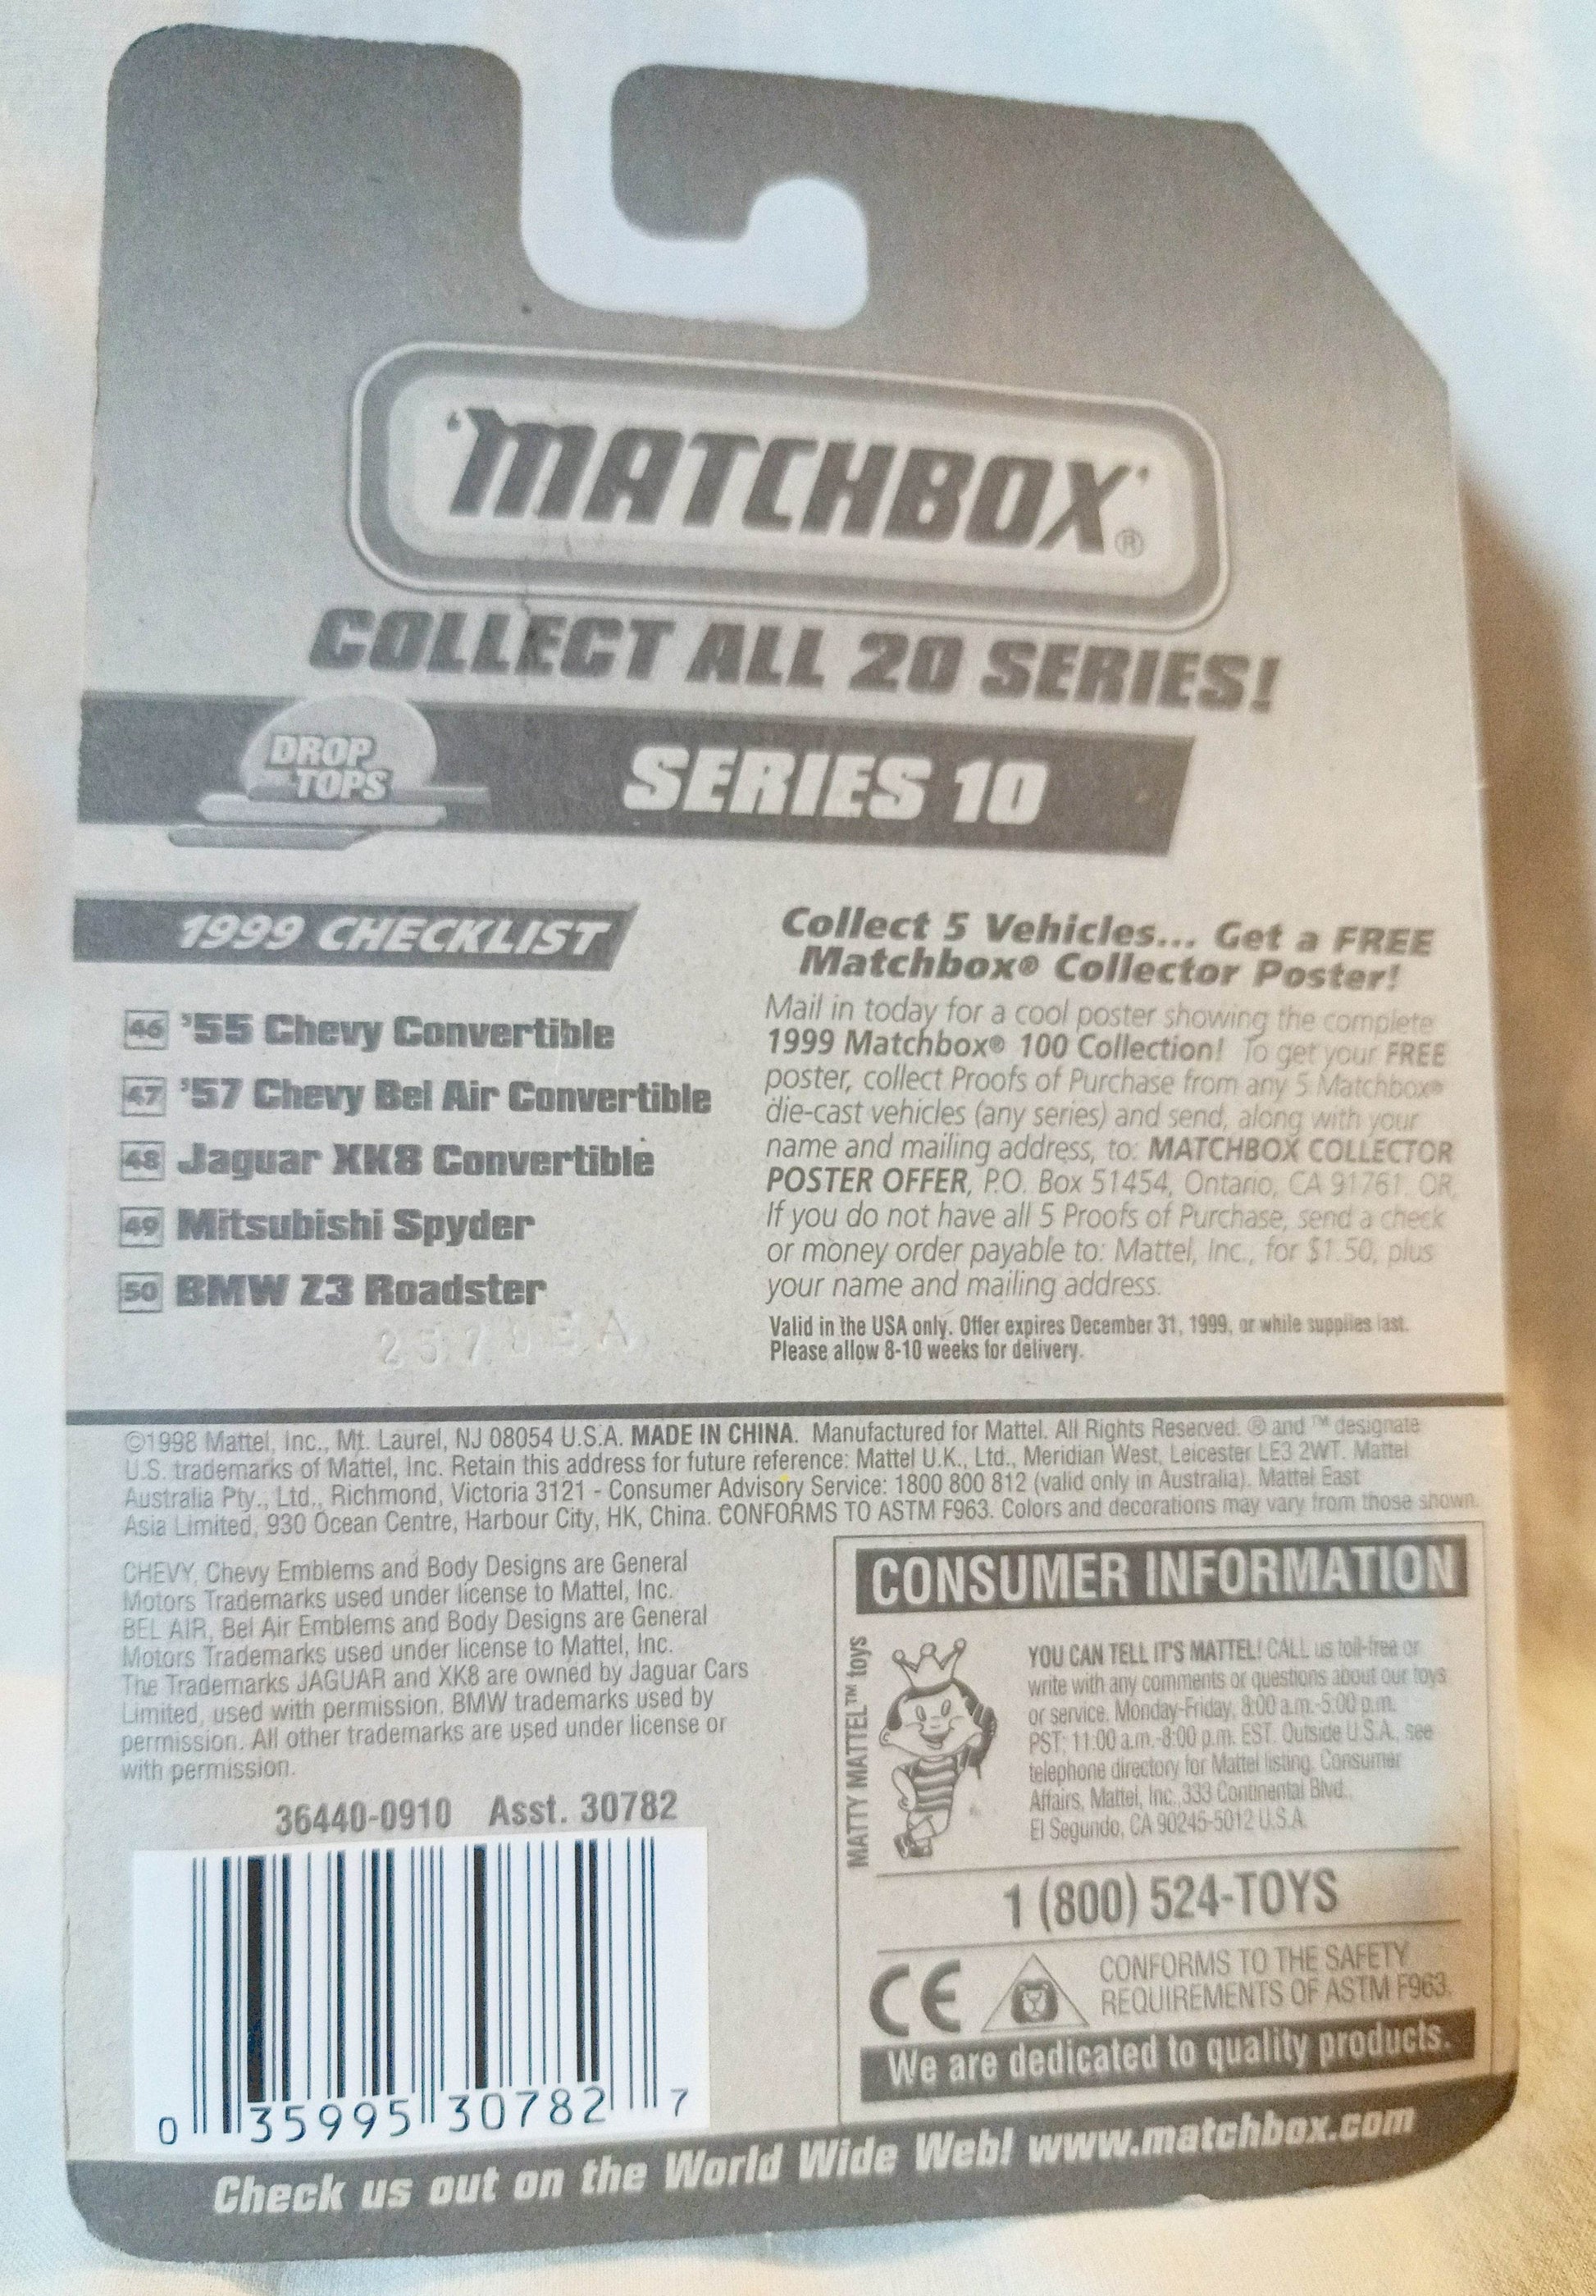 MATCHBOX®
COLLECT ALL 20 SERIES!
DROP
TOPS
SERIES 10
1999 CHECKLIST
46 '55 Chevy Convertible
47 '57 Chevy Bel Air Convertible
48 Jaguar XK8 Convertible
49 Mitsubishi Spyder
50 BMW Z3 Roadster
Collect 5 Vehicles... Get a FREE
Matchbox® Collector Poster!
Mail in today for a cool poster showing the complete
1999 Matchbox® 100 Collection! To get your FREE
poster, collect Proofs of Purchase from any 5 Matchbox®
die-cast vehicles (any series) and send, along with your
name and mailing address, to: MATCHBOX COLLECTOR
POSTER OFFER, P.O. Box 51454, Ontario, CA 91761. OR,
If you do not have all 5 Proofs of Purchase, send a check
or money order payable to: Mattel, Inc., for $1.50, plus
your name and mailing address.
Valid in the USA only. Offer expires December 31, 1999, or while supplies last.
Please allow 8-10 weeks for delivery.
©1998 Mattel, Inc., Mt. Laurel, NJ 08054 U.S.A. MADE IN CHINA. Manufactured for Mattel. All Rights Reserved. ® and ™ designate
U.S. trademarks of Mattel, Inc. Retain this address for future reference: Mattel U.K., Ltd., Meridian West, Leicester LE3 2WT. Mattel
Australia Pty., Ltd., Richmond, Victoria 3121 - Consumer Advisory Service: 1800 800 812 (valid only in Australia). Mattel East
Asia Limited, 930 Ocean Centre, Harbour City, HK, China. CONFORMS TO ASTM F963. Colors and decorations may vary from those shown.
CHEVY, Chevy Emblems and Body Designs are General
Motors Trademarks used under license to Mattel, Inc.
BEL AIR, Bel Air Emblems and Body Designs are General
Motors Trademarks used under license to Mattel, Inc.
The Trademarks JAGUAR and XK8 are owned by Jaguar Cars
Limited, used with permission. BMW trademarks used by
permission. All other trademarks are used under license or
with permission.
36440-0910 Asst. 30782
0 35995 30782 7
CONSUMER INFORMATION
MATTY MATTEL™ toys
YOU CAN TELL IT'S MATTEL! CALL us toll-free or
write with any comments or questions about our toys
or service, Monday-Friday, 8:00 a.m.-5:00 p.m.
PST; 11:00 a.m.-8:00 p.m. EST. Outside U.S.A., see
telephone directory for Mattel listing. Consumer
Affairs, Mattel, Inc., 333 Continental Blvd.,
El Segundo, CA 90245-5012 U.S.A.
1 (800) 524-TOYS
CE
CONFORMS TO THE SAFETY
REQUIREMENTS OF ASTM F963.
We are dedicated to quality products.
Check us out on the World Wide Web! www.matchbox.com